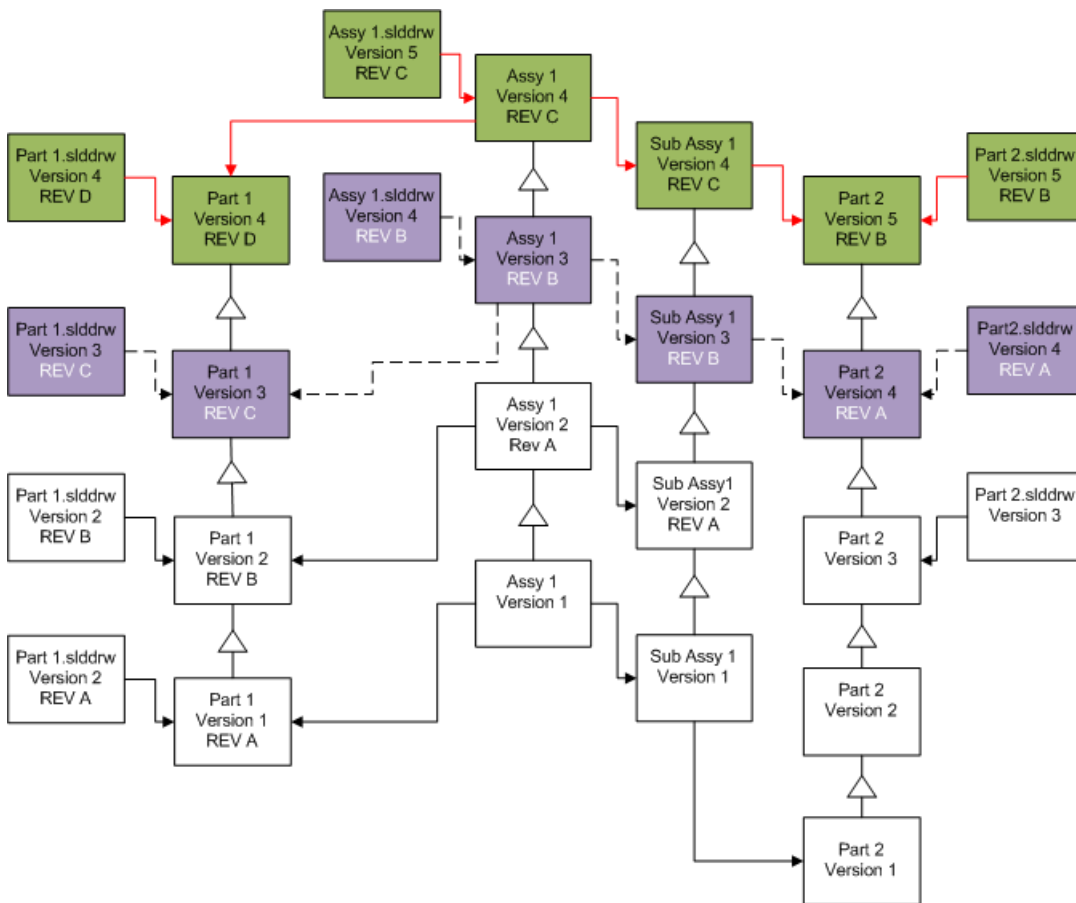 Assy 1.slddrw
Version 5
REV C
Assy 1
Version 4
REV C
Part 1.slddrw
Version 4
REV D
Part 1
Version 4
REV D
Assy 1.slddrw
Version 4
REV B
Sub Assy 1
Version 4
REV C
Part 2
Version 5
REV B
Part 2.slddrw
Version 5
REV B
Assy 1
Version 3
REV B
Part 1.slddrw
Version 3
REV C
Part 1
Version 3
REV C
Sub Assy 1
Version 3
REV B
Part 2
Version 4
REV A
Part2.slddrw
Version 4
REV A
Assy 1
Version 2
Rev A
Part 1.slddrw
Version 2
REV B
Part 1
Version 2
REV B
Sub Assy1
Version 2
REV A
Part 2
Version 3
Part 2.slddrw
Version 3
Assy 1
Version 1
Part 1.slddrw
Version 2
REV A
Part 1
Version 1
REV A
Sub Assy 1
Version 1
Part 2
Version 2
Part 2
Version 1